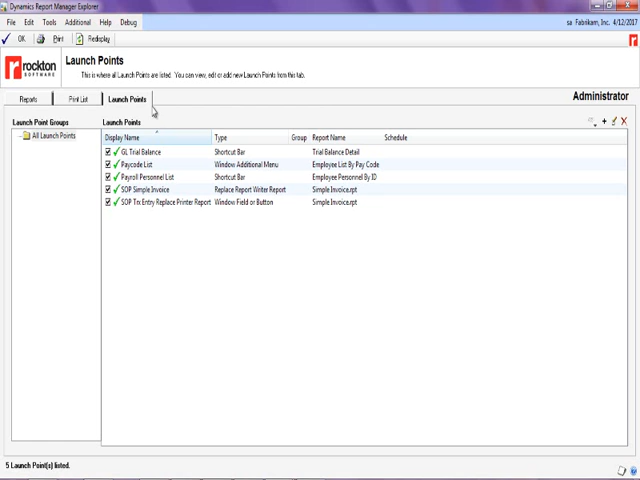 Dynamics Report Manager Explorer
File Edit Tools Additional Help Debug
sa Fabrikam, Inc. 4/12/2017
OK Print Redisplay
rockton
SOFTWARE
Launch Points
This is where all Launch Points are listed. You can view, edit or add new Launch Points from this tab.
Reports Print List Launch Points
Administrator
Launch Point Groups
All Launch Points
Launch Points
Display Name Type Group Report Name Schedule
GL Trial Balance Shortcut Bar Trial Balance Detail
Paycode List Window Additional Menu Employee List By Pay Code
Payroll Personnel List Shortcut Bar Employee Personnel By ID
SOP Simple Invoice Replace Report Writer Report Simple Invoice.rpt
SOP Trx Entry Replace Printer Report Window Field or Button Simple Invoice.rpt
5 Launch Point(s) listed.